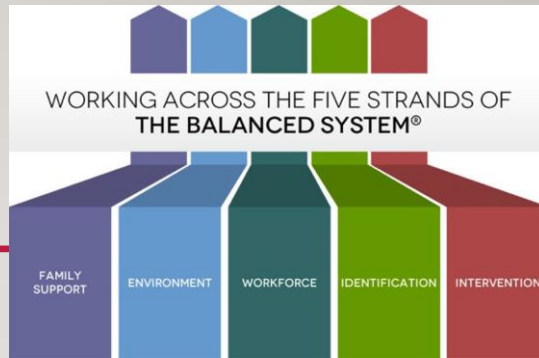 WORKING ACROSS THE FIVE STRANDS OF
THE BALANCED SYSTEM®
FAMILY
SUPPORT
ENVIRONMENT
WORKFORCE
IDENTIFICATION
INTERVENTION